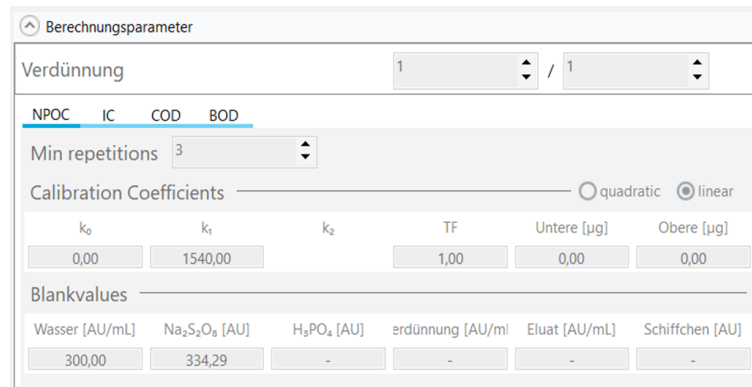 Berechnungsparameter
Verdünnung 1 / 1
NPOC IC COD BOD
Min repetitions 3
Calibration Coefficients quadratic linear
k₀ k₁ k₂ TF Untere [µg] Obere [µg]
0,00 1540,00 1,00 0,00 0,00
Blankvalues
Wasser [AU/mL] Na₂S₂O₈ [AU] H₃PO₄ [AU] erdünnung [AU/ml Eluat [AU/mL] Schiffchen [AU]
300,00 334,29 - - - -